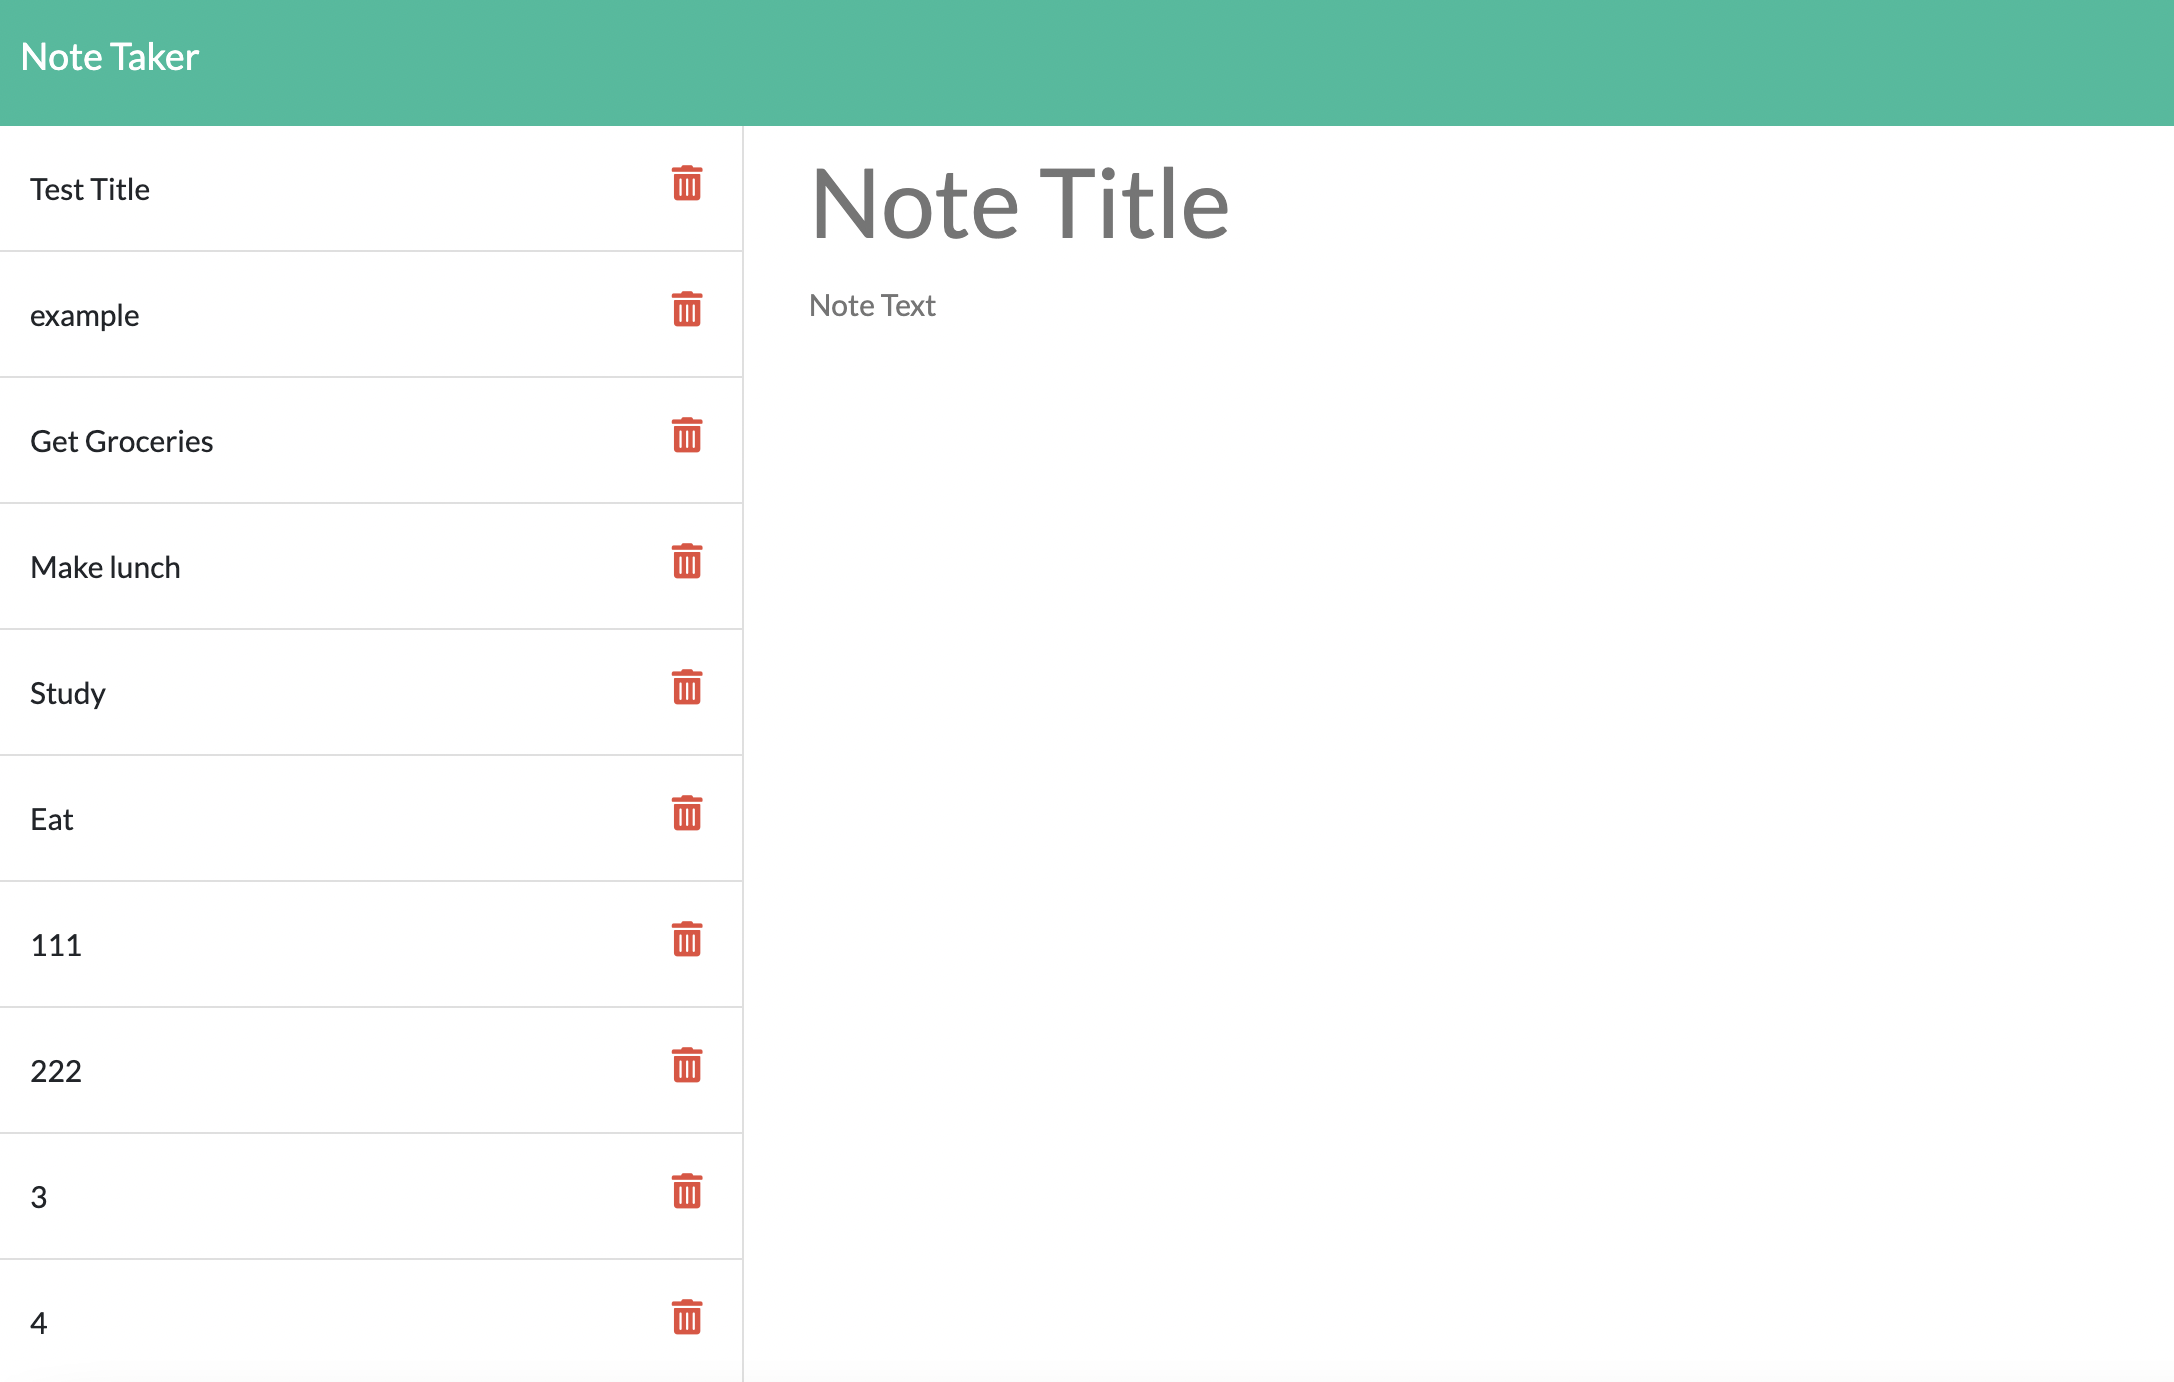 Note Taker
Test Title
example
Get Groceries
Make lunch
Study
Eat
111
222
3
4
Note Title
Note Text